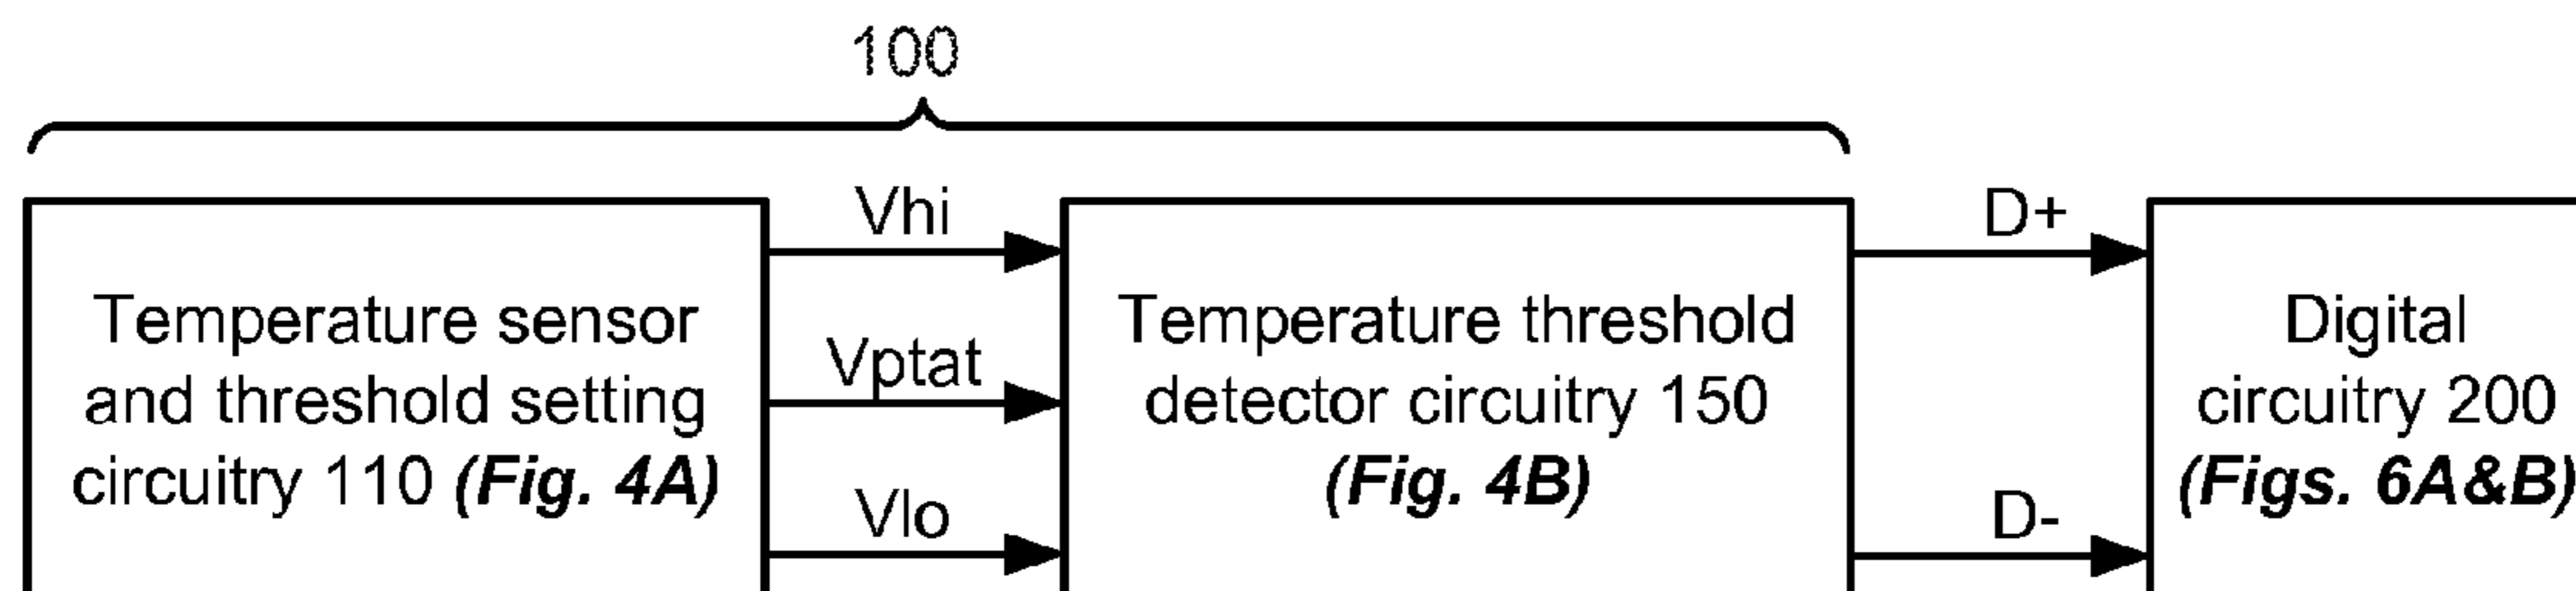 100
Temperature sensor
and threshold setting
circuitry 110 (Fig. 4A)
Vhi
Vptat
Vlo
Temperature threshold
detector circuitry 150
(Fig. 4B)
D+
D-
Digital
circuitry 200
(Figs. 6A&B)